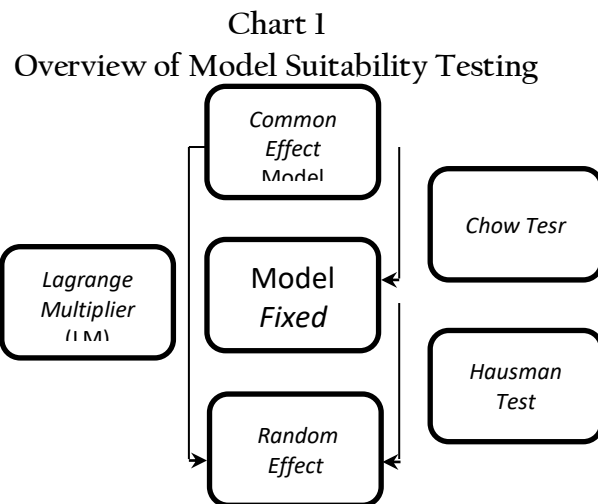 Chart 1
Overview of Model Suitability Testing
Common
Effect
Model
Chow Tesr
Lagrange
Multiplier
(LM)
Model
Fixed
Hausman
Test
Random
Effect